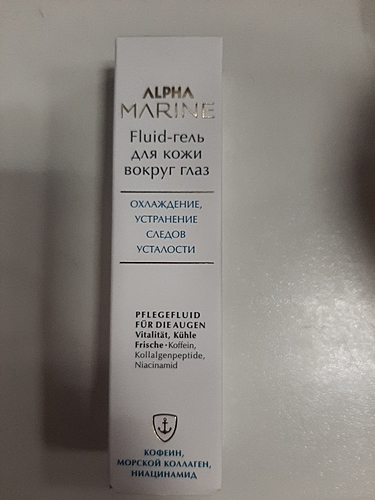 ALPHA
MARINE
Fluid-гель
для кожи
вокруг глаз
ОХЛАЖДЕНИЕ,
УСТРАНЕНИЕ
СЛЕДОВ
УСТАЛОСТИ
PFLEGEFLUID
FÜR DIE AUGEN
Vitalität, Kühle
Frische · Koffein,
Kollalgenpeptide,
Niacinamid
КОФЕИН,
МОРСКОЙ КОЛЛАГЕН,
НИАЦИНАМИД